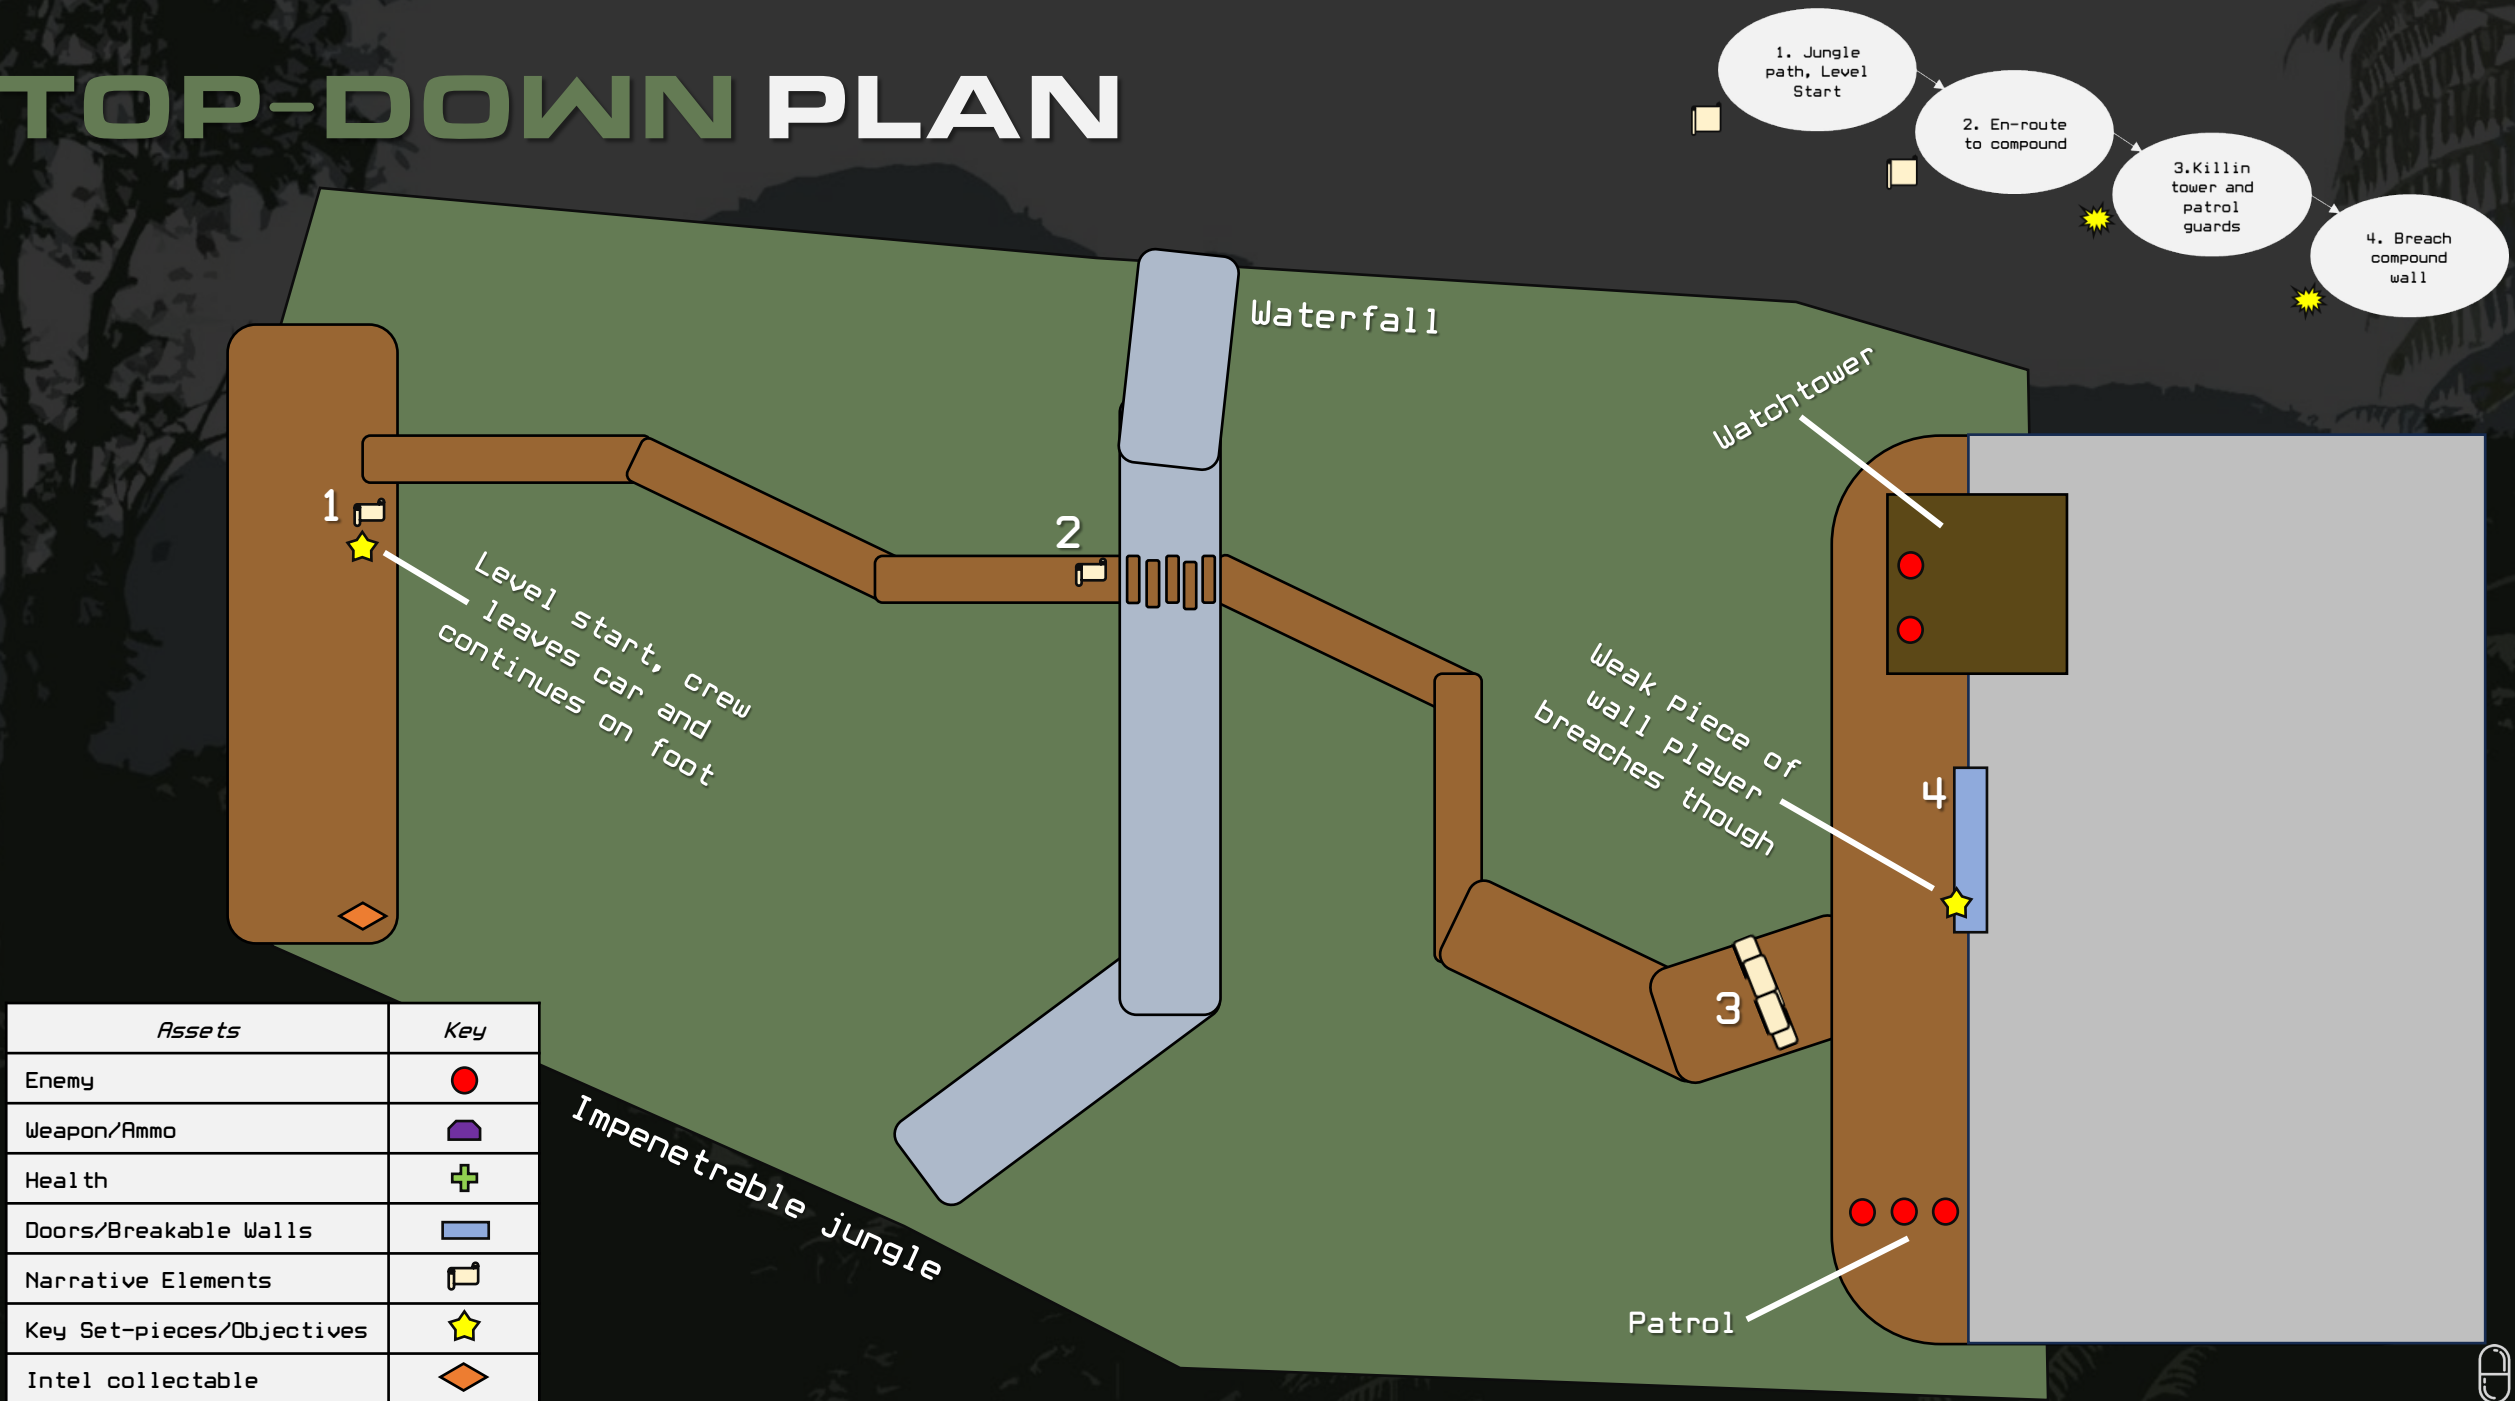 TOP-DOWN PLAN
1. Jungle
path, Level
Start
2. En-route
to compound
3.Killin
tower and
patrol
guards
4. Breach
compound
wall
Waterfall
Watchtower
1
2
Level start, crew
leaves car and
continues on foot
Weak piece of
wall player
breaches though
4
3
Impenetrable jungle
Patrol
Assets Key
Enemy
Weapon/Ammo
Health
Doors/Breakable Walls
Narrative Elements
Key Set-pieces/Objectives
Intel collectable